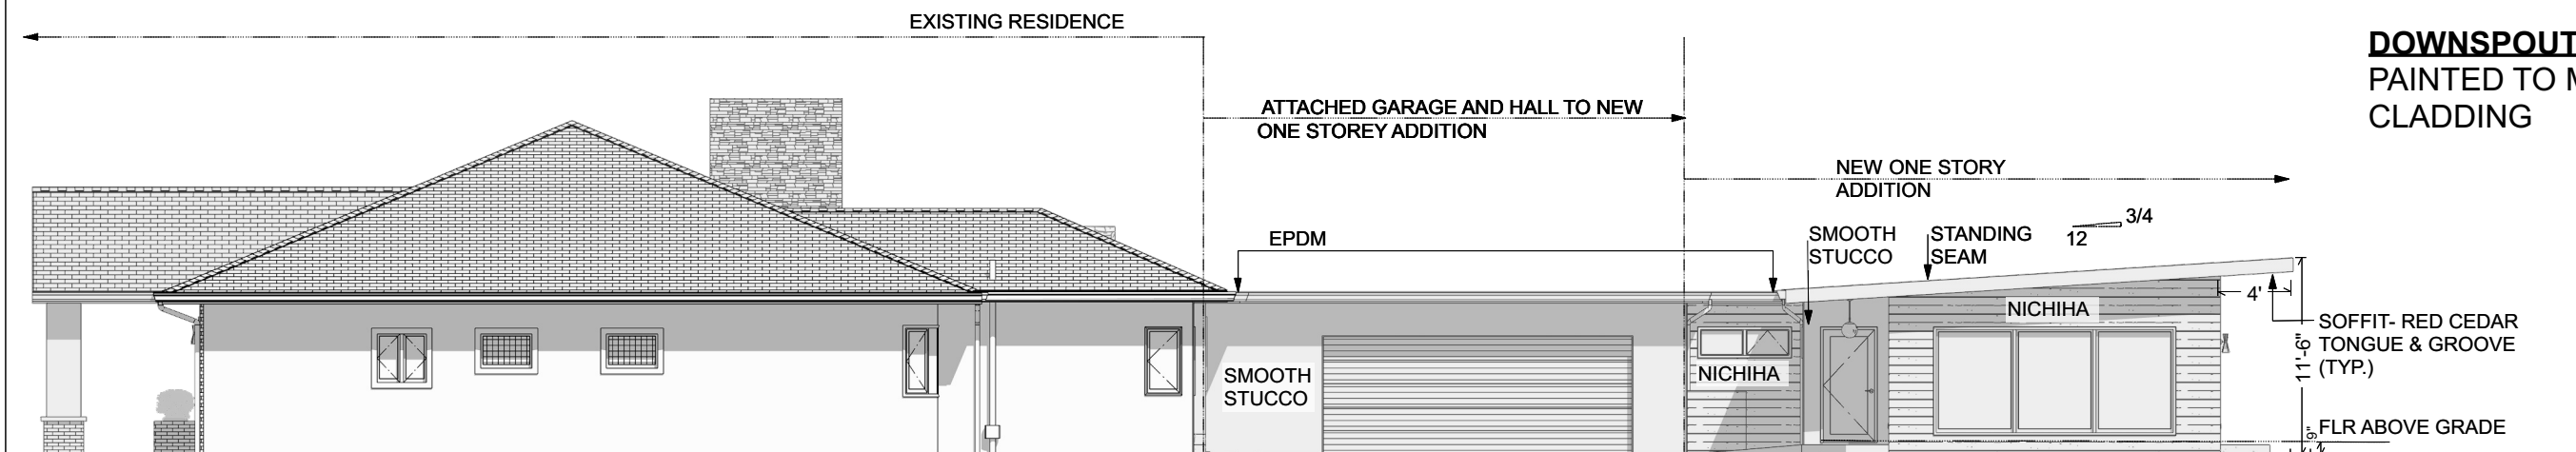 EXISTING RESIDENCE
DOWNSPOUT
PAINTED TO M
CLADDING
ATTACHED GARAGE AND HALL TO NEW
ONE STOREY ADDITION
NEW ONE STORY
ADDITION
3/4
12
EPDM
SMOOTH
STUCCO
STANDING
SEAM
4'
NICHIHA
SOFFIT- RED CEDAR
TONGUE & GROOVE
(TYP.)
11'-6"
SMOOTH
STUCCO
NICHIHA
FLR ABOVE GRADE
9"